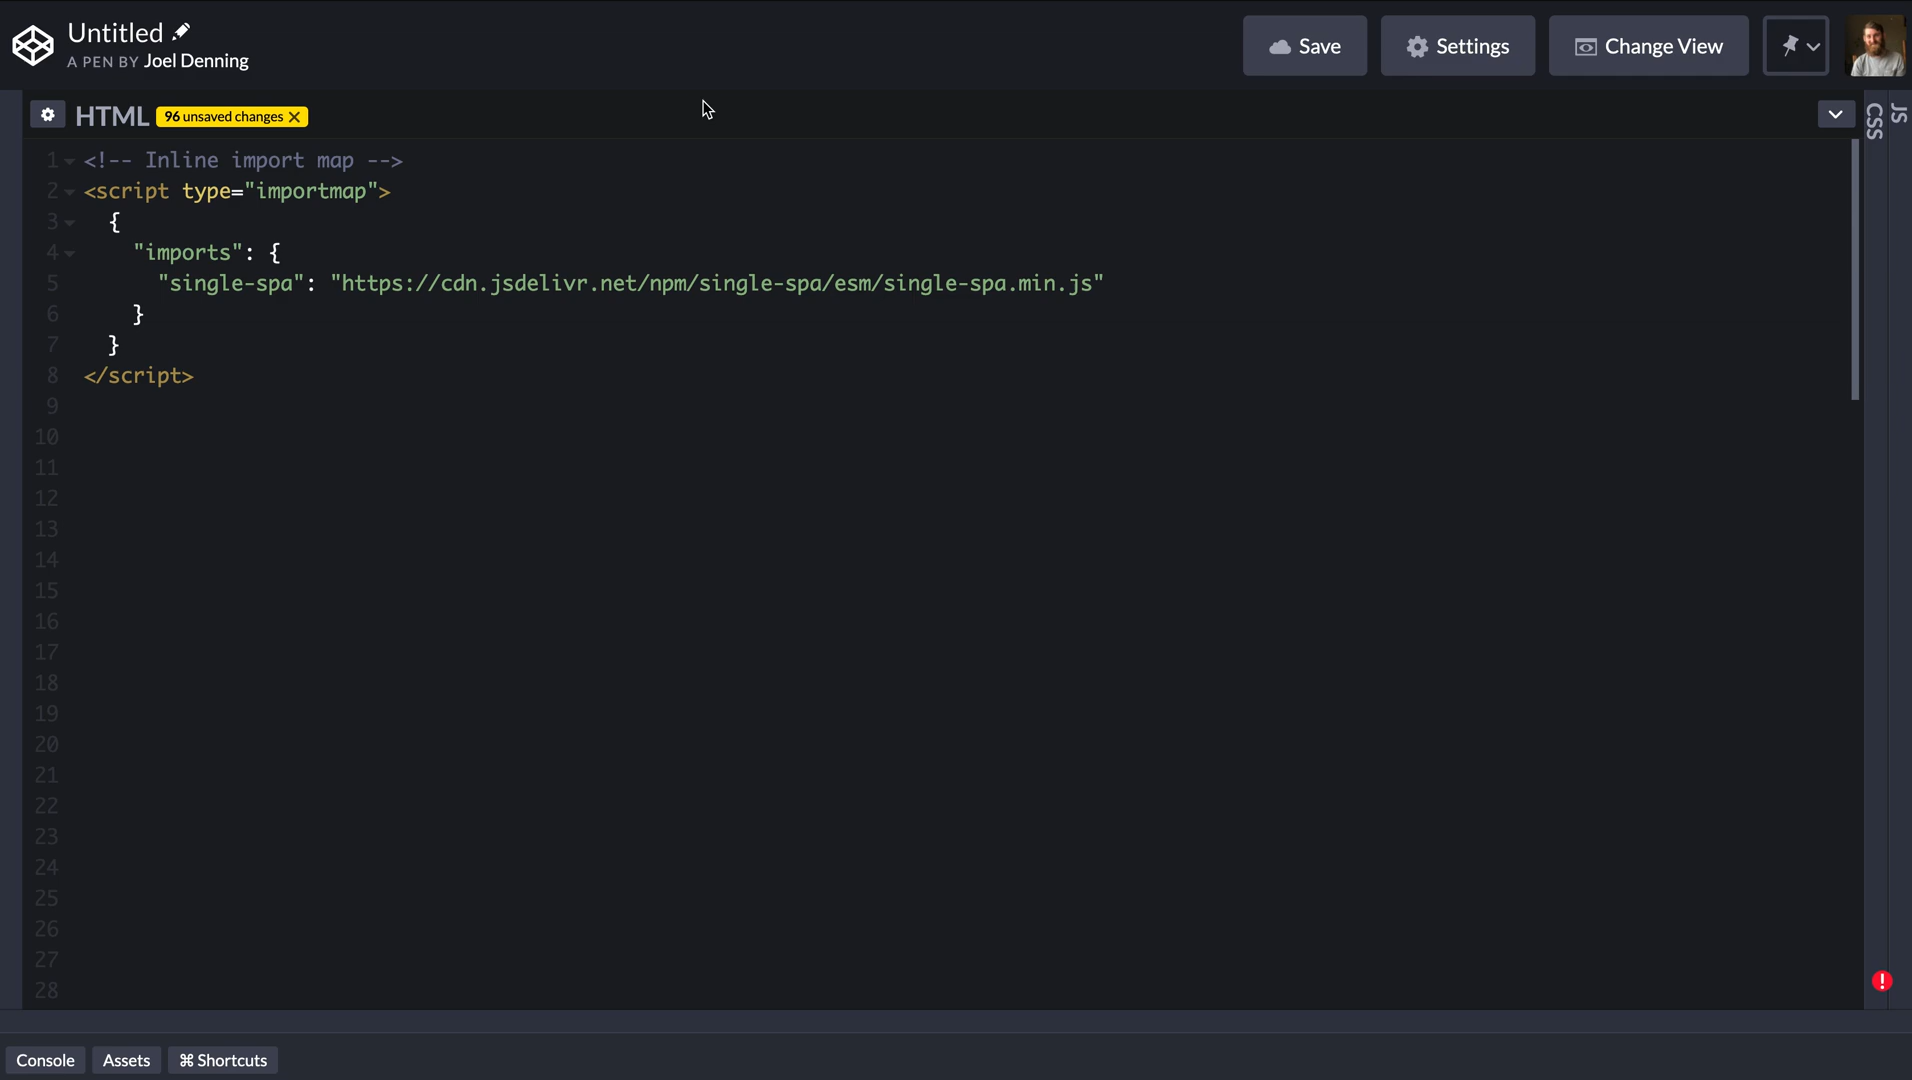 Untitled
A PEN BY Joel Denning
Save
Settings
Change View
HTML
96 unsaved changes
CSS
JS
1 <!-- Inline import map -->
2 <script type="importmap">
3 {
4 "imports": {
5 "single-spa": "https://cdn.jsdelivr.net/npm/single-spa/esm/single-spa.min.js"
6 }
7 }
8 </script>
9
10
11
12
13
14
15
16
17
18
19
20
21
22
23
24
25
26
27
28
Console
Assets
⌘ Shortcuts